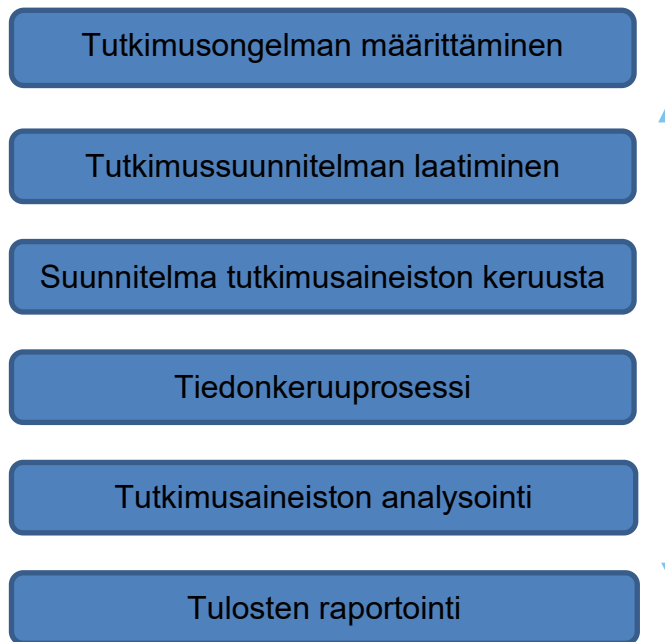 Tutkimusongelman määrittäminen
Tutkimussuunnitelman laatiminen
Suunnitelma tutkimusaineiston keruusta
Tiedonkeruuprosessi
Tutkimusaineiston analysointi
Tulosten raportointi